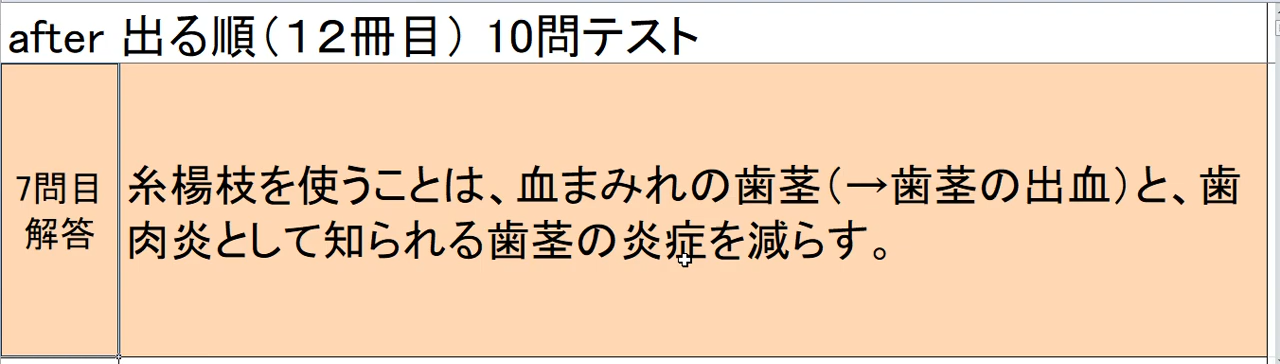 after 出る順（１２冊目） 10問テスト
7問目
解答
糸楊枝を使うことは、血まみれの歯茎（→歯茎の出血）と、歯
肉炎として知られる歯茎の炎症を減らす。